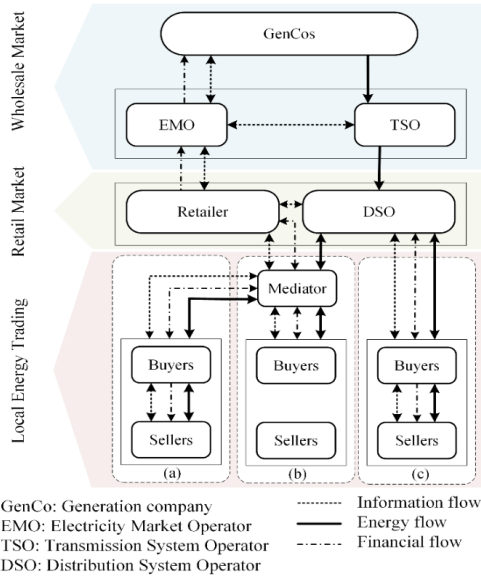 Wholesale Market
GenCos
EMO
TSO
Retail Market
Retailer
DSO
Local Energy Trading
Mediator
Buyers
Buyers
Buyers
Sellers
Sellers
Sellers
(a)
(b)
(c)
GenCo: Generation company
EMO: Electricity Market Operator
TSO: Transmission System Operator
DSO: Distribution System Operator
Information flow
Energy flow
Financial flow